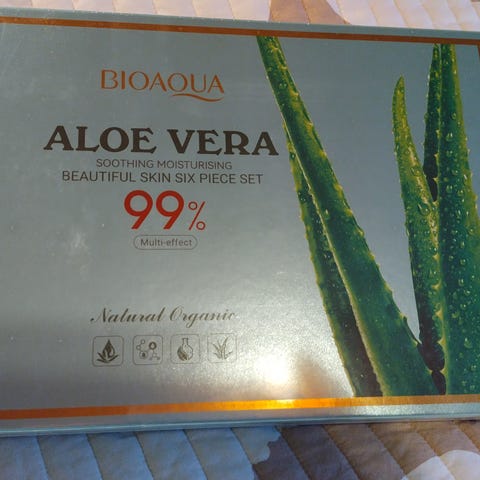 BIOAQUA
ALOE VERA
SOOTHING MOISTURISING
BEAUTIFUL SKIN SIX PIECE SET
99%
Multi-effect
Natural Organic